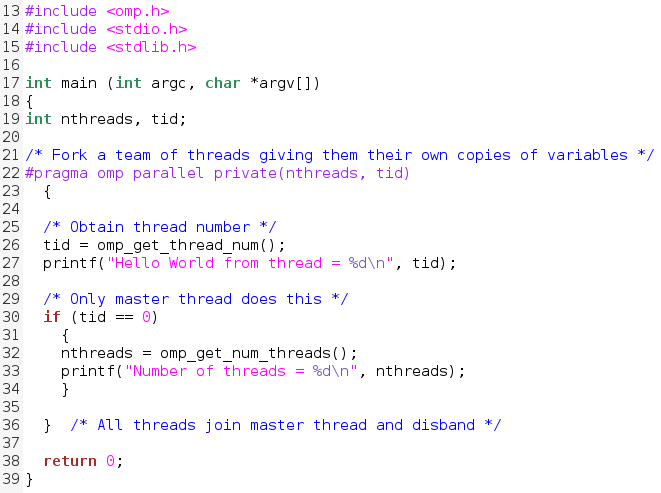 13 #include <omp.h>
14 #include <stdio.h>
15 #include <stdlib.h>
16
17 int main (int argc, char *argv[])
18 {
19 int nthreads, tid;
20
21 /* Fork a team of threads giving them their own copies of variables */
22 #pragma omp parallel private(nthreads, tid)
23   {
24
25   /* Obtain thread number */
26   tid = omp_get_thread_num();
27   printf("Hello World from thread = %d\n", tid);
28
29   /* Only master thread does this */
30   if (tid == 0)
31     {
32     nthreads = omp_get_num_threads();
33     printf("Number of threads = %d\n", nthreads);
34     }
35
36   }  /* All threads join master thread and disband */
37
38   return 0;
39 }